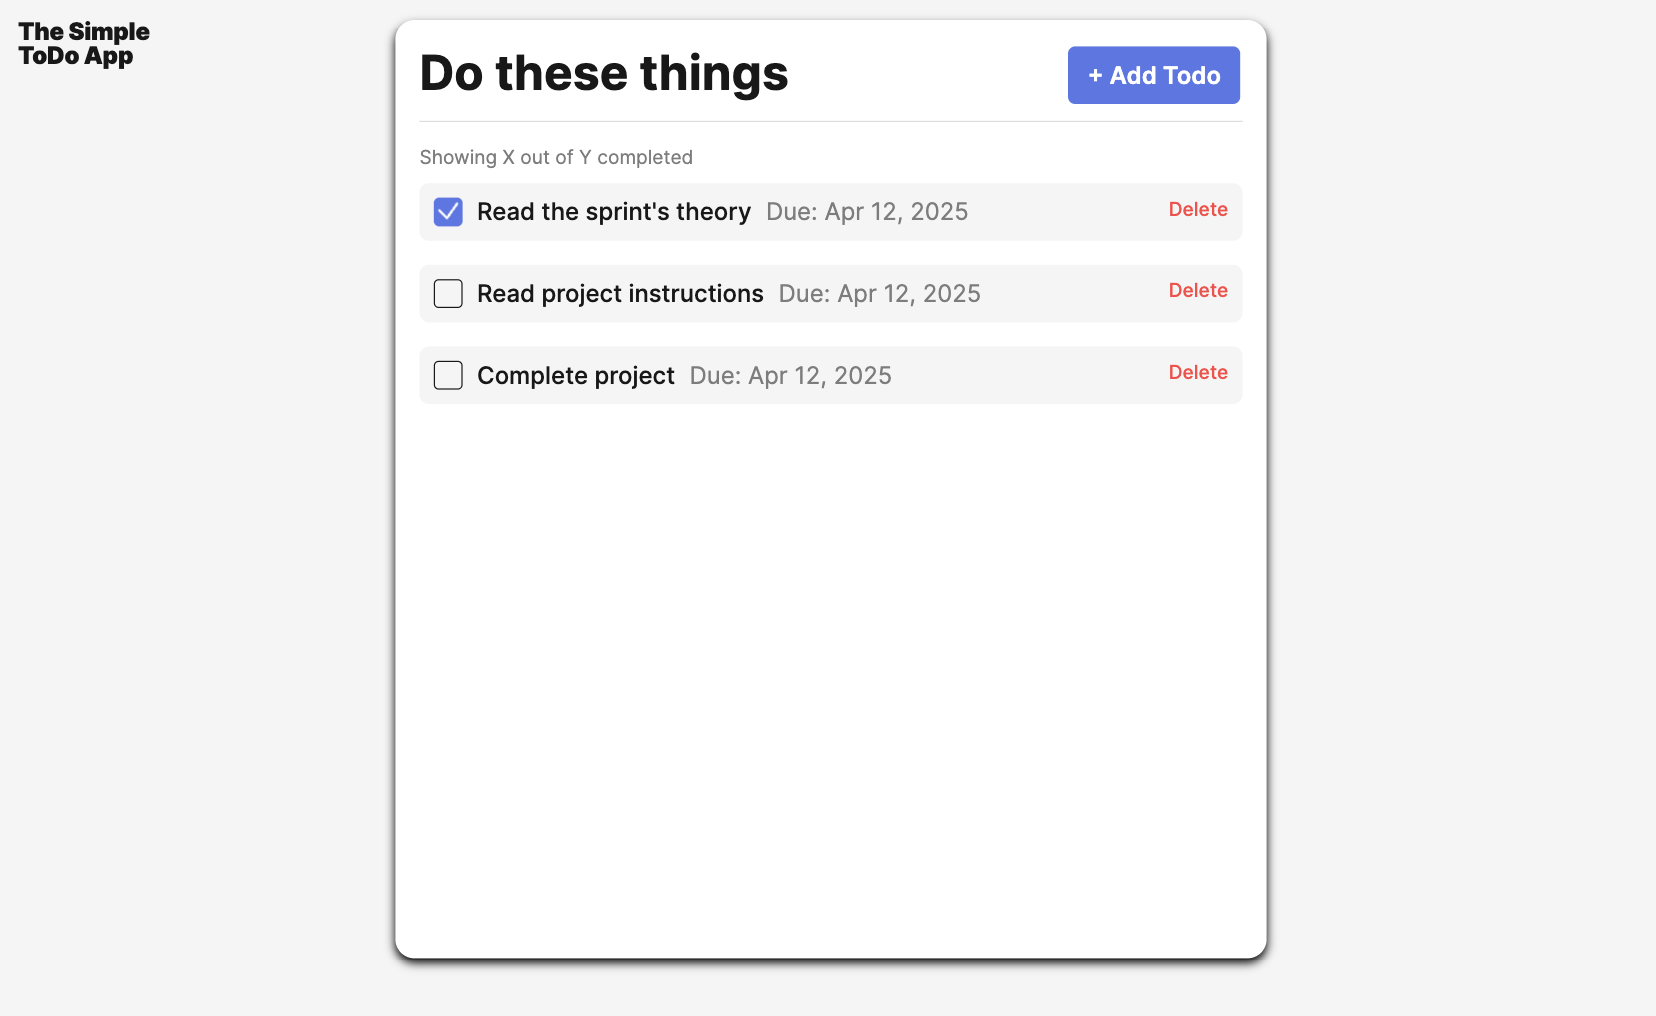 The Simple
ToDo App
Do these things
+ Add Todo
Showing X out of Y completed
Read the sprint's theory Due: Apr 12, 2025 Delete
Read project instructions Due: Apr 12, 2025 Delete
Complete project Due: Apr 12, 2025 Delete